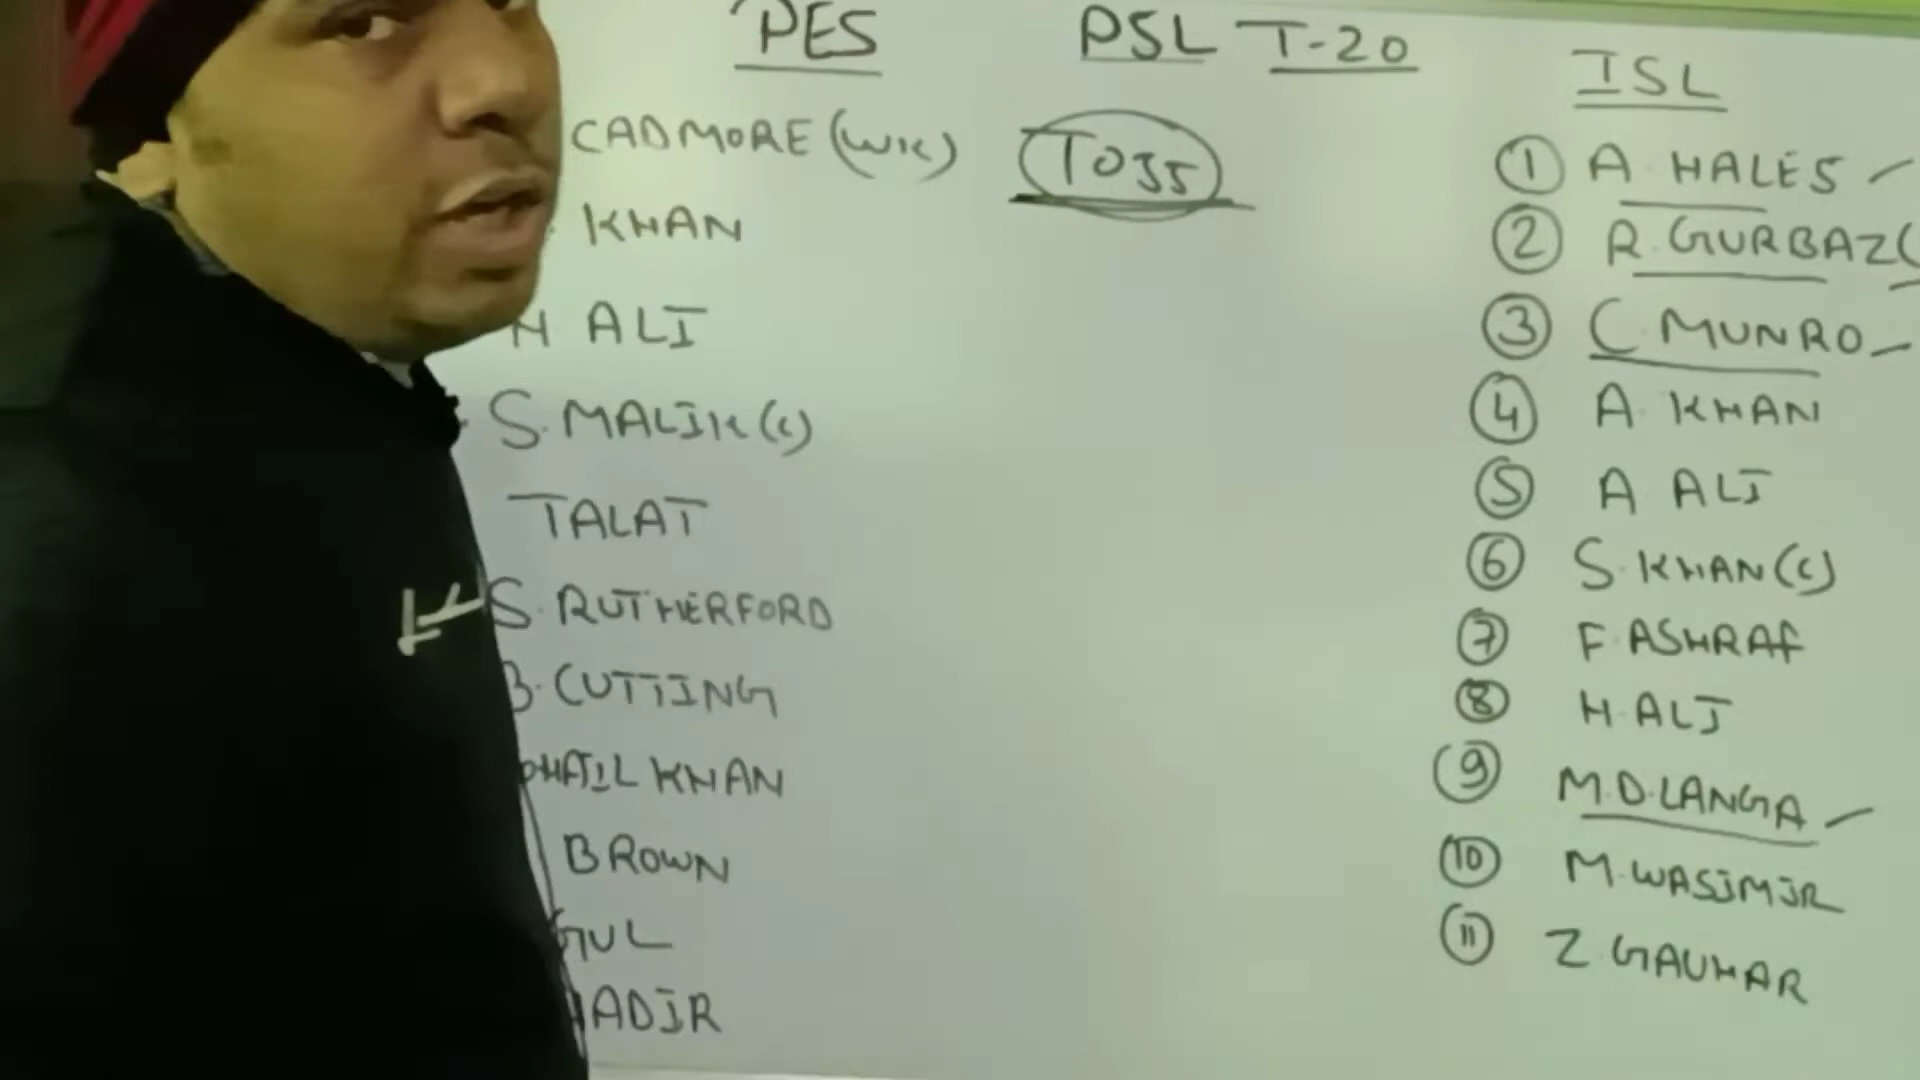 PES
CADMORE (WK)
KHAN
H ALI
S. MALIK (C)
TALAT
S. RUTHERFORD
B. CUTTING
OHAIL KHAN
BROWN
GUL
ADIR
PSL T-20
TOSS
ISL
1 A. HALES
2 R. GURBAZ (
3 C MUNRO
4 A. KHAN
5 A ALI
6 S. KHAN (C)
7 F. ASHRAF
8 H. ALI
9 M.D.LANGA
10 M. WASIM JR
11 Z. GAUHAR